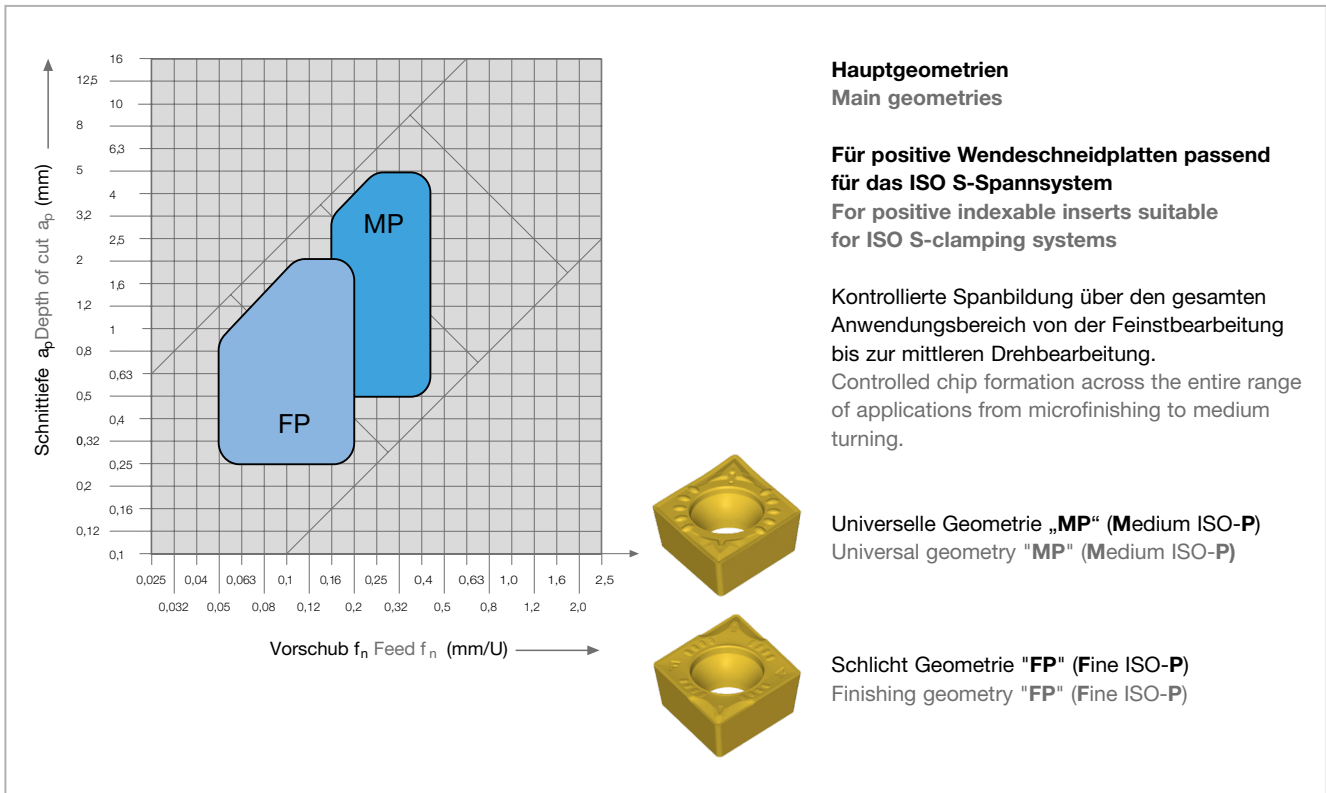 16
12,5
10
8
6,3
5
4
3,2
2,5
2
1,6
1,2
1
0,8
0,63
0,5
0,4
0,32
0,25
0,2
0,16
0,12
0,1
Schnittiefe apDepth of cut ap (mm)
MP
FP
0,025 0,04 0,063 0,1 0,16 0,25 0,4 0,63 1,0 1,6 2,5
0,032 0,05 0,08 0,12 0,2 0,32 0,5 0,8 1,2 2,0
Vorschub fn Feed fn (mm/U)
Hauptgeometrien
Main geometries
Für positive Wendeschneidplatten passend
für das ISO S-Spannsystem
For positive indexable inserts suitable
for ISO S-clamping systems
Kontrollierte Spanbildung über den gesamten
Anwendungsbereich von der Feinstbearbeitung
bis zur mittleren Drehbearbeitung.
Controlled chip formation across the entire range
of applications from microfinishing to medium
turning.
Universelle Geometrie „MP“ (Medium ISO-P)
Universal geometry "MP" (Medium ISO-P)
Schlicht Geometrie "FP" (Fine ISO-P)
Finishing geometry "FP" (Fine ISO-P)